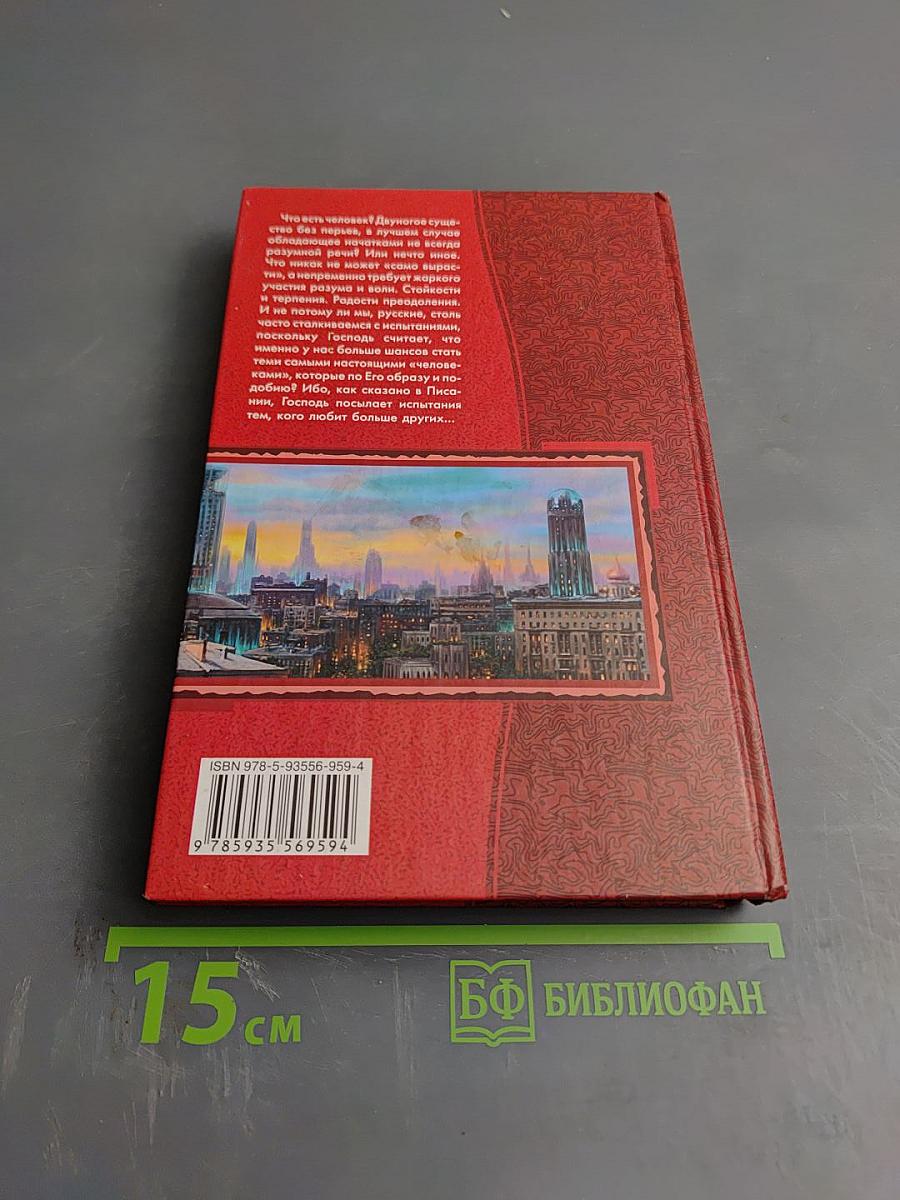 Что есть человек? Двуногое суще-
ство без перьев, в лучшем случае
обладающее начатками не всегда
разумной речи? Или нечто иное.
Что никак не может «само вырас-
ти», а непременно требует жаркого
участия разума и воли. Стойкости
и терпения. Радости преодоления.
И не потому ли мы, русские, столь
часто сталкиваемся с испытаниями,
поскольку Господь считает, что
именно у нас больше шансов стать
теми самыми настоящими «челове-
ками», которые по Его образу и по-
добию? Ибо, как сказано в Писа-
нии, Господь посылает испытания
тем, кого любит больше других...
ISBN 978-5-93556-959-4
9 785935 569594
15 см
БФ БИБЛИОФАН